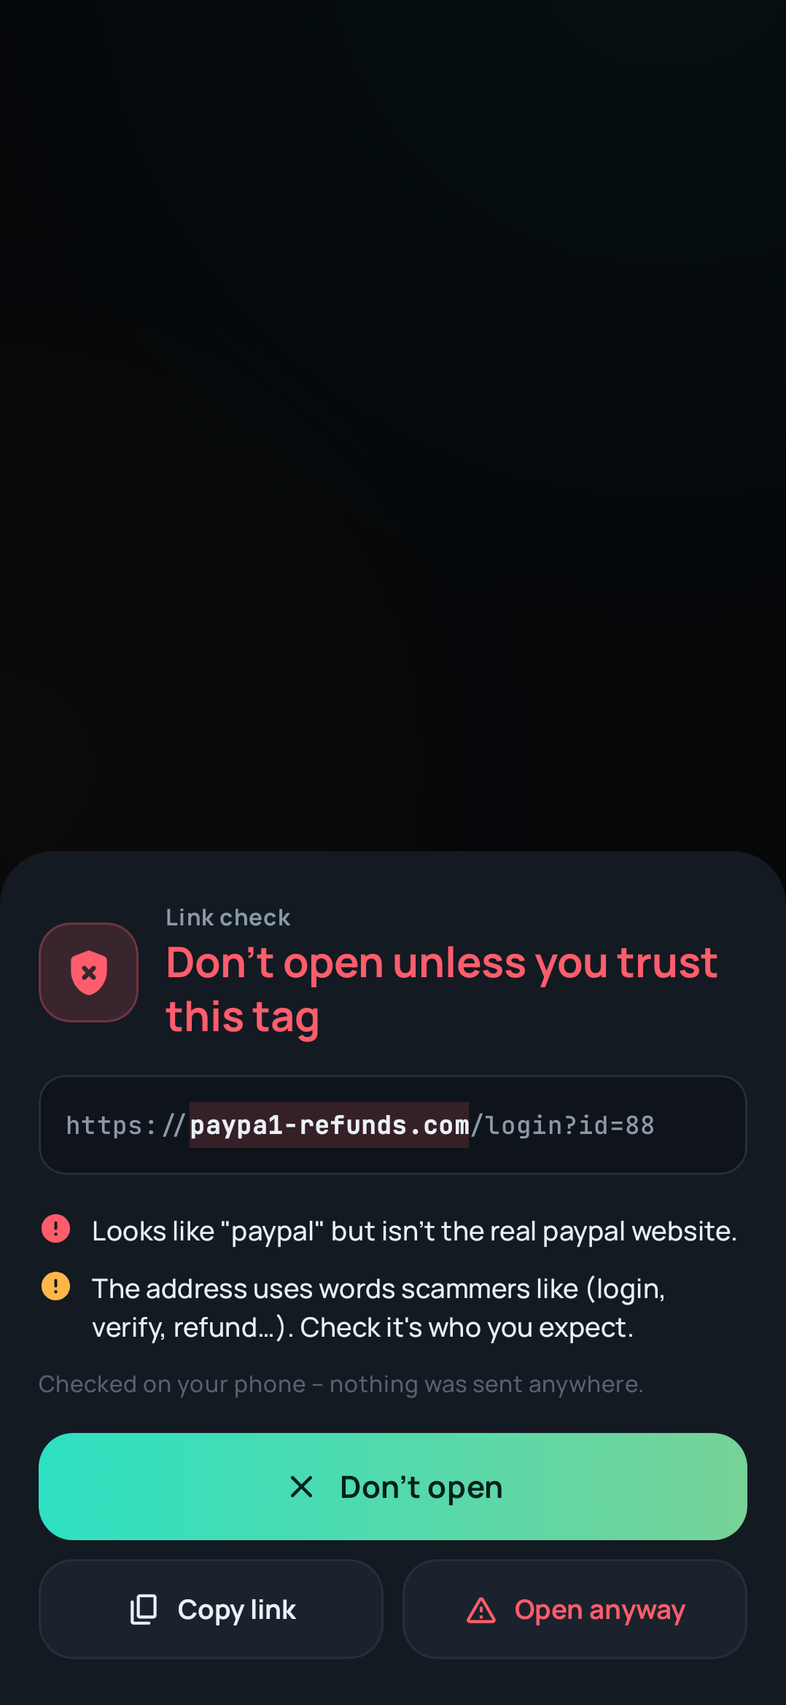 Link check
Don't open unless you trust
this tag
https://paypa1-refunds.com/login?id=88
Looks like "paypal" but isn't the real paypal website.
The address uses words scammers like (login,
verify, refund…). Check it's who you expect.
Checked on your phone – nothing was sent anywhere.
Don't open
Copy link
Open anyway